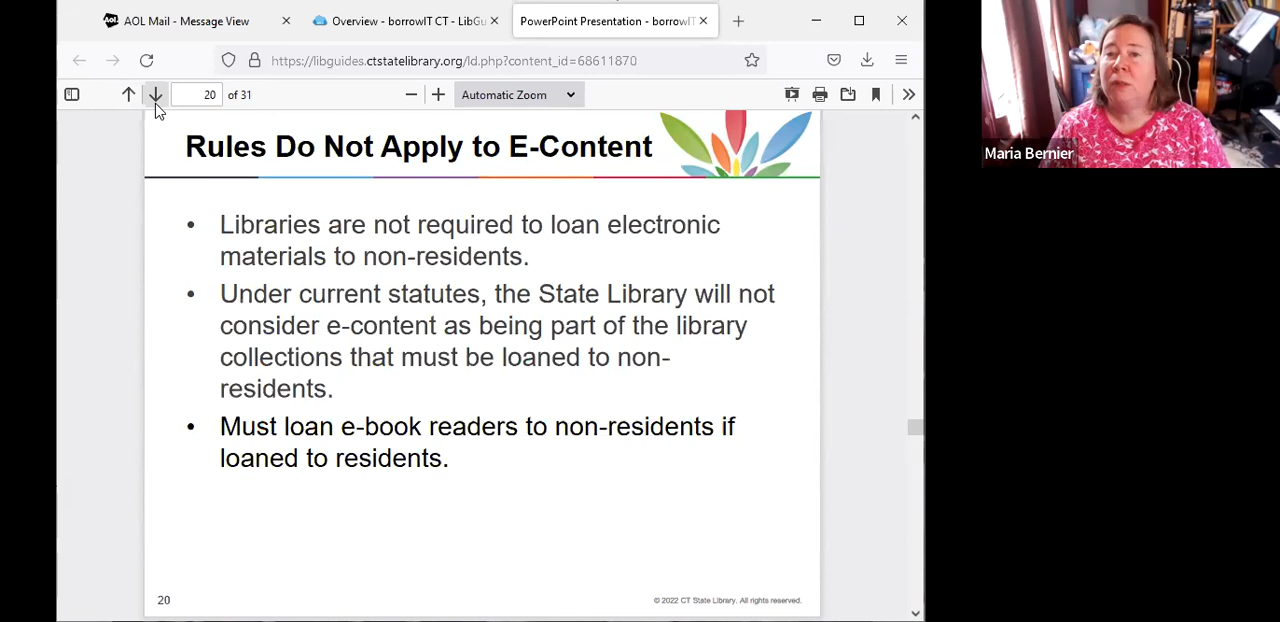 AOL Mail - Message View
Overview - borrowIT CT - LibGu
PowerPoint Presentation - borrowIT
https://libguides.ctstatelibrary.org/ld.php?content_id=68611870
20 of 31
Automatic Zoom
Rules Do Not Apply to E-Content
• Libraries are not required to loan electronic
materials to non-residents.
• Under current statutes, the State Library will not
consider e-content as being part of the library
collections that must be loaned to non-
residents.
• Must loan e-book readers to non-residents if
loaned to residents.
20
© 2022 CT State Library. All rights reserved.
Maria Bernier